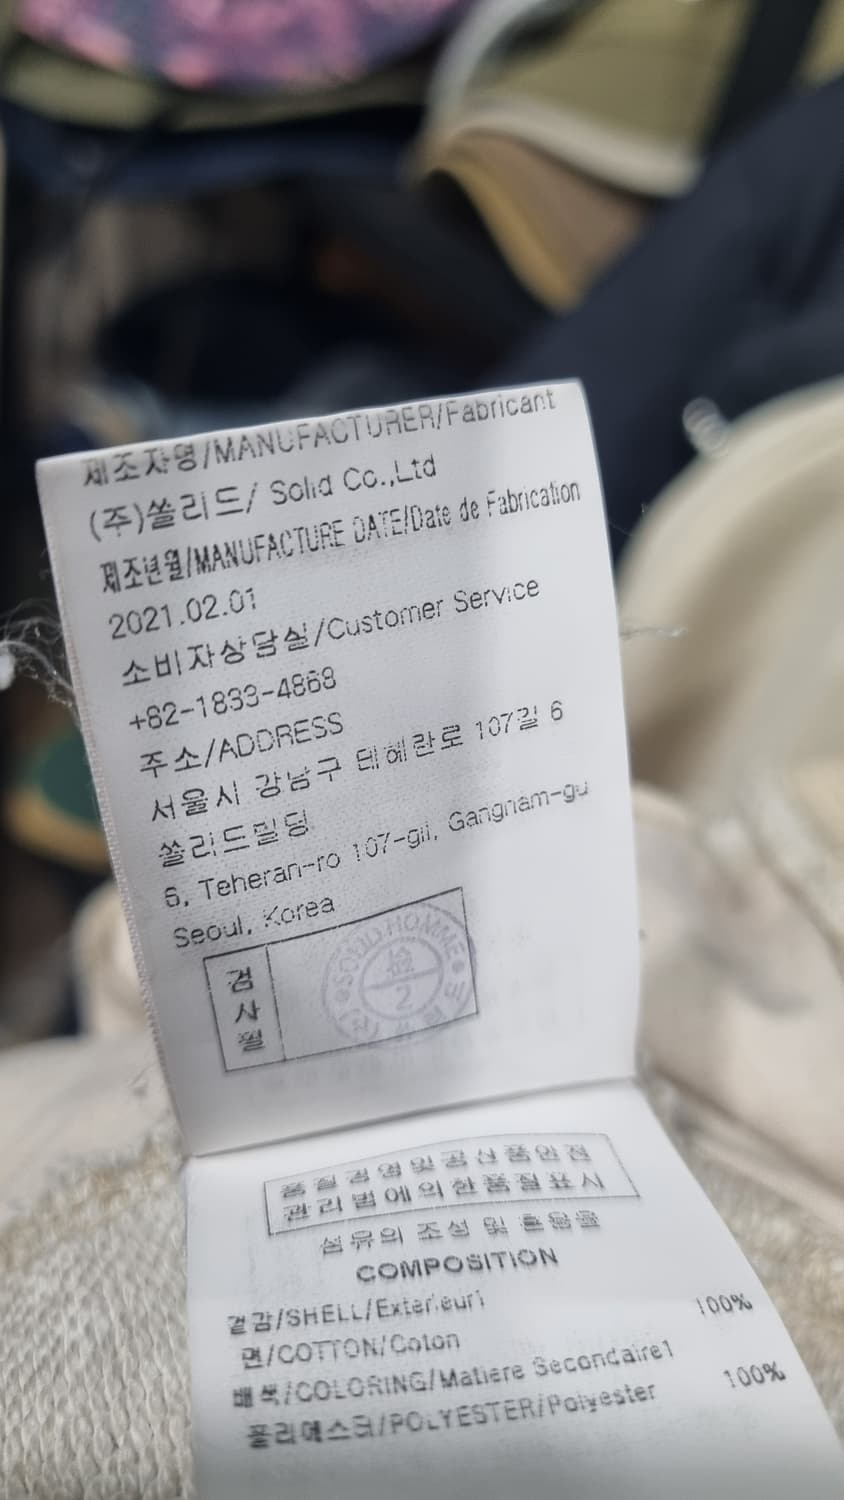 제조자명/MANUFACTURER/Fabricant
(주)쏠리드/ Solid Co.,Ltd
제조년월/MANUFACTURE DATE/Date de Fabrication
2021.02.01
소비자상담실/Customer Service
+82-1833-4868
주소/ADDRESS
서울시 강남구 테헤란로 107길 6
쏠리드빌딩
6, Teheran-ro 107-gil, Gangnam-gu
Seoul, Korea
검사필
SOLID HOMME
檢
2
품질경영및공산품안전
관리법에의한품질표시
섬유의 조성 및 혼용율
COMPOSITION
겉감/SHELL/Exterieur1
면/COTTON/Coton 100%
배색/COLORING/Matiere Secondaire1
폴리에스터/POLYESTER/Polyester 100%